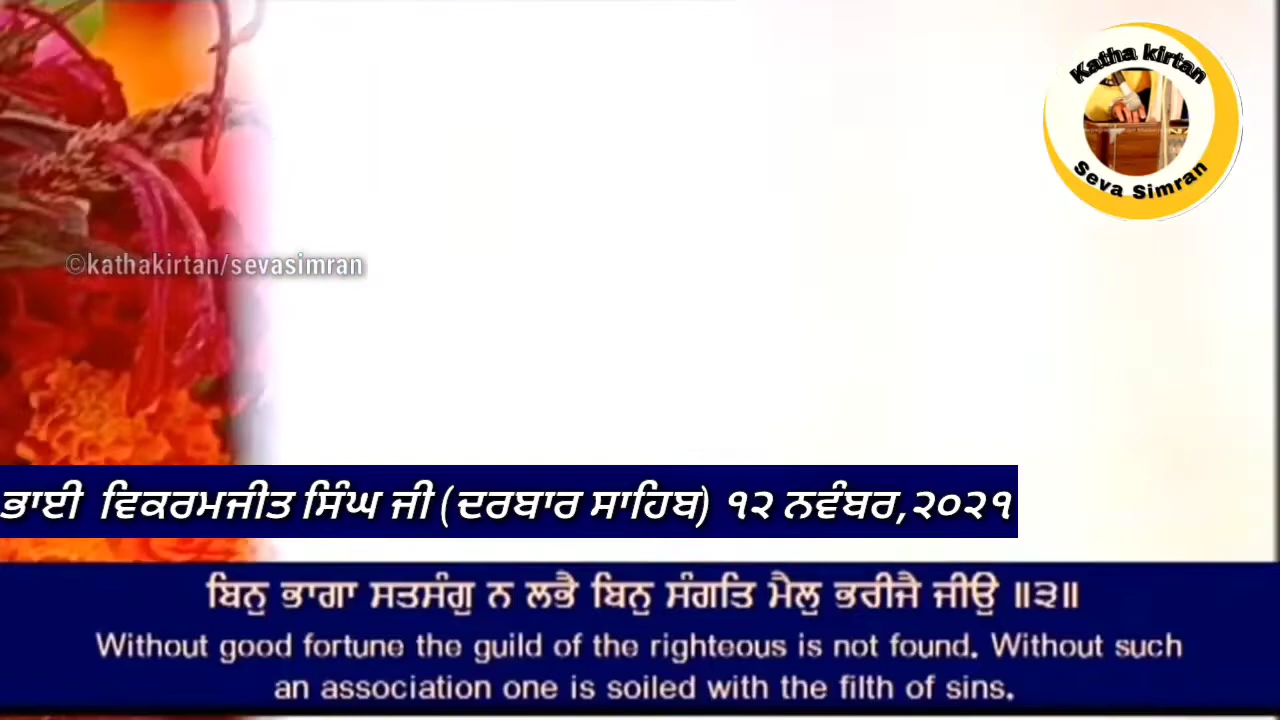 Katha kirtan
Seva Simran
©kathakirtan/sevasimran
ਭਾਈ ਵਿਕਰਮਜੀਤ ਸਿੰਘ ਜੀ (ਦਰਬਾਰ ਸਾਹਿਬ) ੧੨ ਨਵੰਬਰ,੨੦੨੧
ਬਿਨੁ ਭਾਗਾ ਸਤਸੰਗੁ ਨ ਲਭੈ ਬਿਨੁ ਸੰਗਤਿ ਮੈਲੁ ਭਰੀਜੈ ਜੀਉ ॥੩॥
Without good fortune the guild of the righteous is not found. Without such
an association one is soiled with the filth of sins.